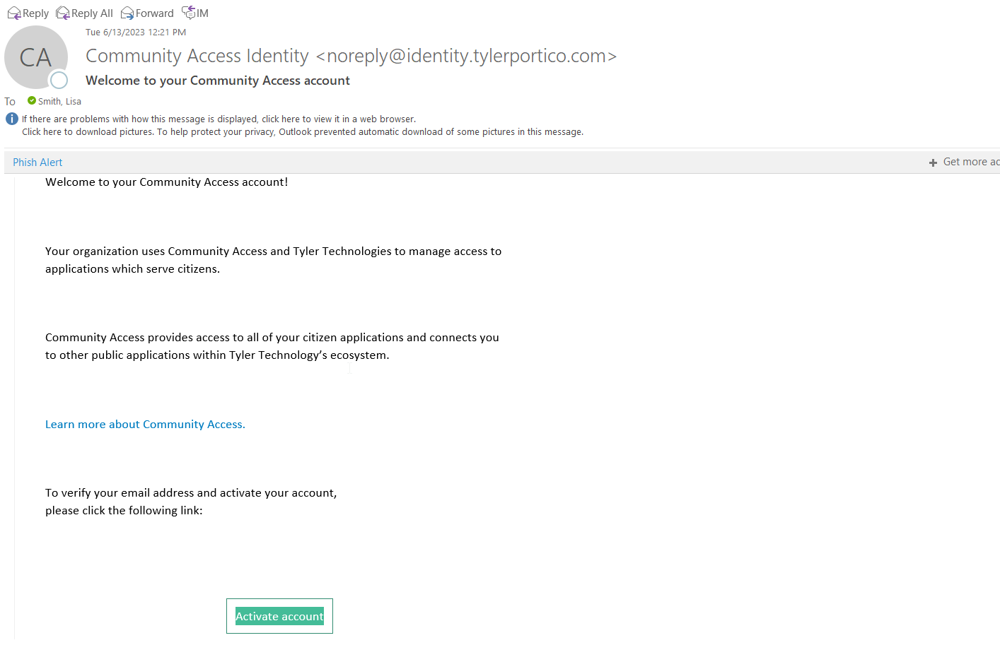 Reply Reply All Forward IM
Tue 6/13/2023 12:21 PM
CA
Community Access Identity <noreply@identity.tylerportico.com>
Welcome to your Community Access account
To Smith, Lisa
If there are problems with how this message is displayed, click here to view it in a web browser.
Click here to download pictures. To help protect your privacy, Outlook prevented automatic download of some pictures in this message.
Phish Alert + Get more ac
Welcome to your Community Access account!
Your organization uses Community Access and Tyler Technologies to manage access to
applications which serve citizens.
Community Access provides access to all of your citizen applications and connects you
to other public applications within Tyler Technology’s ecosystem.
Learn more about Community Access.
To verify your email address and activate your account,
please click the following link:
Activate account